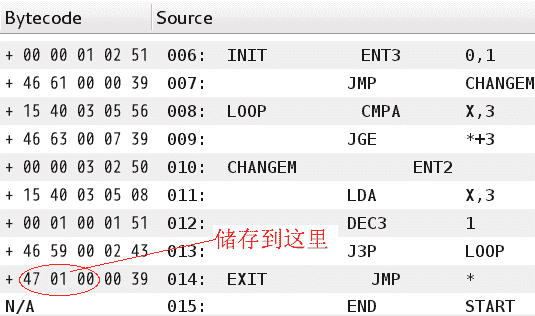 Bytecode Source
+ 00 00 01 02 51 006: INIT ENT3 0,1
+ 46 61 00 00 39 007: JMP CHANGEM
+ 15 40 03 05 56 008: LOOP CMPA X,3
+ 46 63 00 07 39 009: JGE *+3
+ 00 00 03 02 50 010: CHANGEM ENT2
+ 15 40 03 05 08 011: LDA X,3
+ 00 01 00 01 51 012: DEC3 1
储存到这里
+ 46 59 00 02 43 013: J3P LOOP
+ 47 01 00 00 39 014: EXIT JMP *
N/A 015: END START